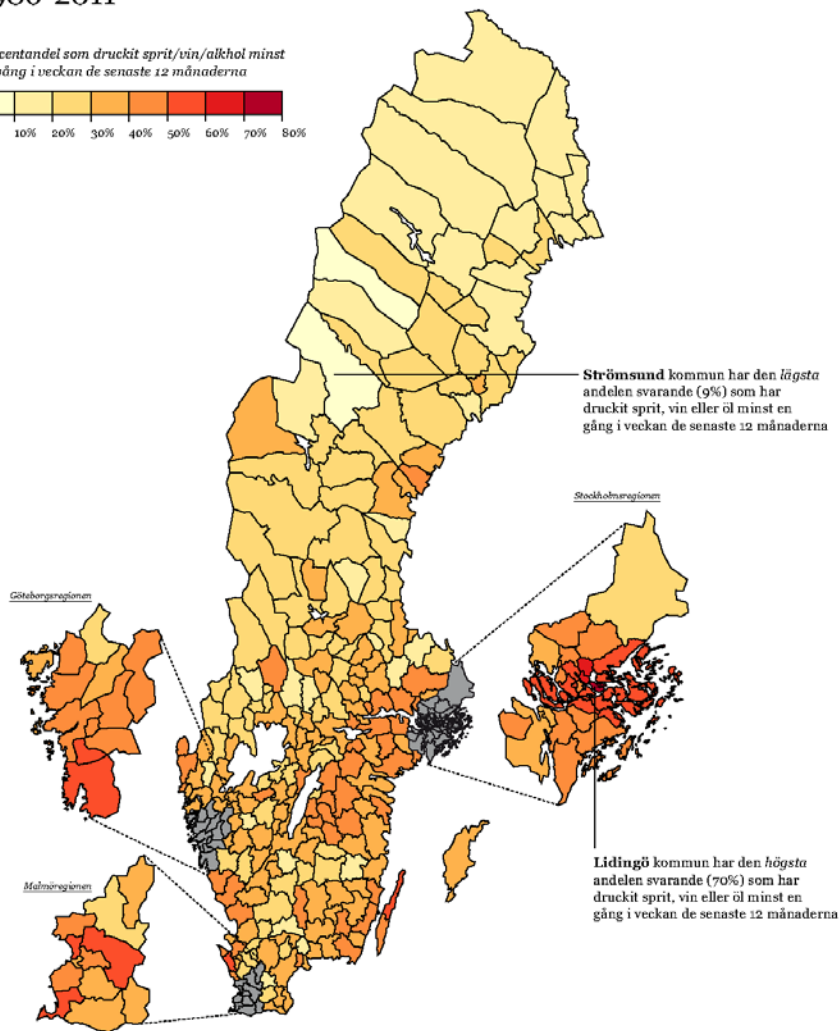 1986-2011
centandel som druckit sprit/vin/alkhol minst
gång i veckan de senaste 12 månaderna
10% 20% 30% 40% 50% 60% 70% 80%
Strömsund kommun har den lägsta
andelen svarande (9%) som har
druckit sprit, vin eller öl minst en
gång i veckan de senaste 12 månaderna
Stockholmsregionen
Göteborgsregionen
Malmöregionen
Lidingö kommun har den högsta
andelen svarande (70%) som har
druckit sprit, vin eller öl minst en
gång i veckan de senaste 12 månaderna